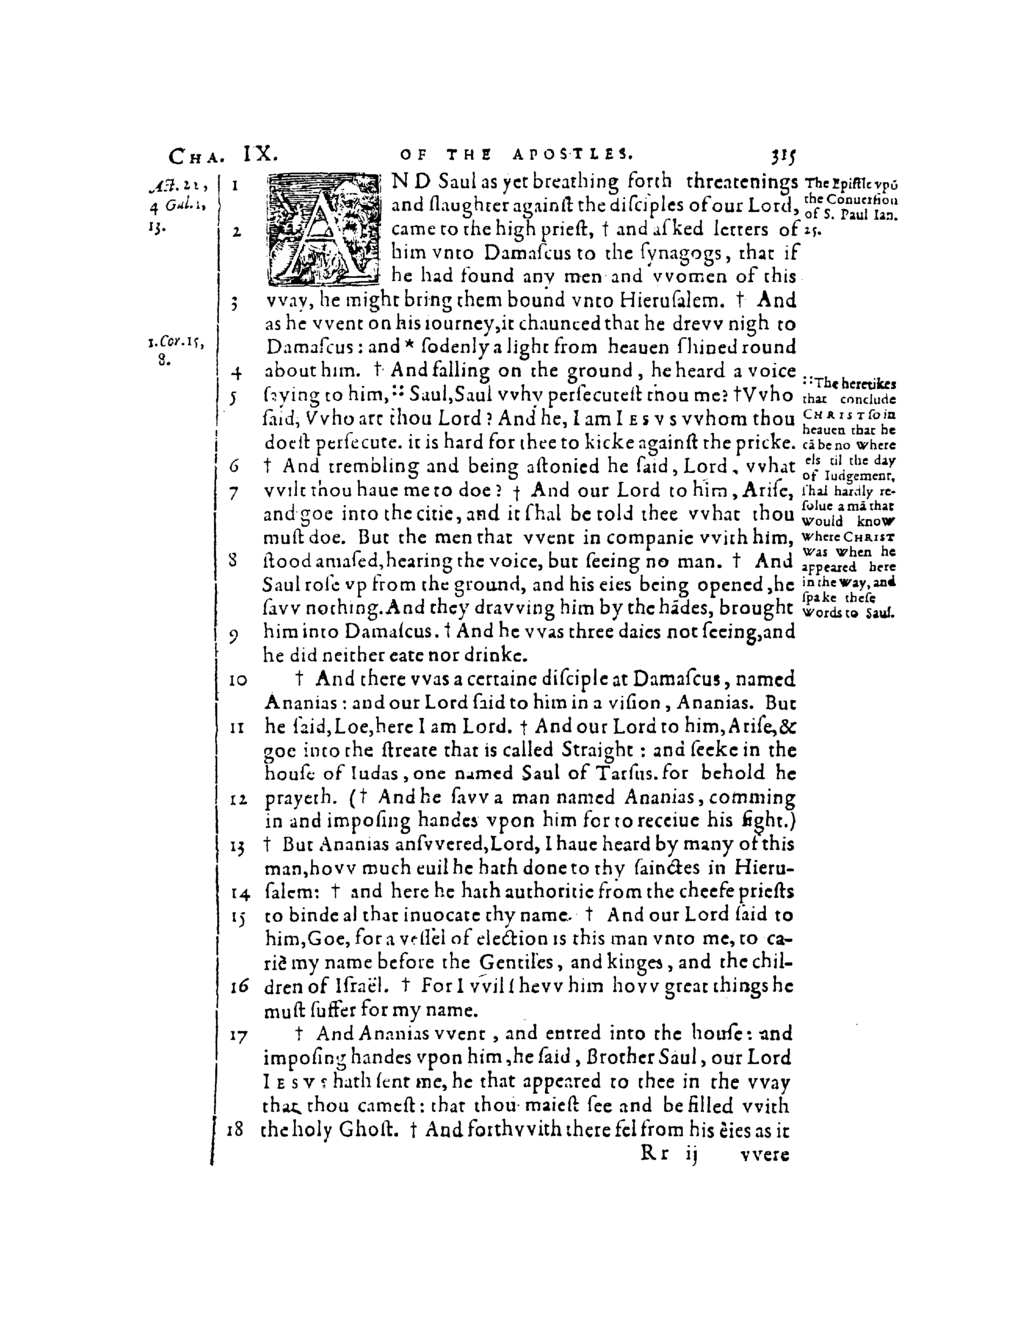 CHA. IX. OF THE APOSTLES. 315
Act. 22,
4 Gal. 1,
13.
1 AND Saul as yet breathing forth threatenings
and ſlaughter againſt the diſciples of our Lord,
2 came to the high prieſt, † and aſked letters of
him vnto Damaſcus to the ſynagogs, that if
he had found any men and vvomen of this
3 vvay, he might bring them bound vnto Hieruſalem. † And
as he vvent on his iourney, it chaunced that he drevv nigh to
Damaſcus: and * ſodenly a light from heauen ſhined round
4 about him. † And falling on the ground, he heard a voice
5 ſaying to him, :: Saul, Saul vvhy perſecuteſt thou me? † VVho
ſaid, VVho art thou Lord? And he, I am IESVS vvhom thou
doeſt perſecute. it is hard for thee to kicke againſt the pricke.
6 † And trembling and being aſtonied he ſaid, Lord, vvhat
7 vvilt thou haue me to doe? † And our Lord to him, Ariſe,
and goe into the citie, and it ſhal be told thee vvhat thou
muſt doe. But the men that vvent in companie vvith him,
8 ſtood amaſed, hearing the voice, but ſeeing no man. † And
Saul roſe vp from the ground, and his eies being opened, he
ſavv nothing. And they dravving him by the hãdes, brought
9 him into Damaſcus. † And he vvas three daies not ſeeing, and
he did neither eate nor drinke.
10 † And there vvas a certaine diſciple at Damaſcus, named
Ananias: and our Lord ſaid to him in a viſion, Ananias. But
11 he ſaid, Loe, here I am Lord. † And our Lord to him, Ariſe, &
goe into the ſtreate that is called Straight: and ſeeke in the
houſe of Iudas, one named Saul of Tarſus. for behold he
12 prayeth. († And he ſavv a man named Ananias, comming
in and impoſing handes vpon him for to receiue his ſight.)
13 † But Ananias anſvvered, Lord, I haue heard by many of this
man, hovv much euil he hath done to thy ſainctes in Hieru-
14 ſalem: † and here he hath authoritie from the cheefe prieſts
15 to binde al that inuocate thy name. † And our Lord ſaid to
him, Goe, for a veſſel of election is this man vnto me, to ca-
rie my name before the Gentiles, and kinges, and the chil-
16 dren of Iſraël. † For I vvil ſhevv him hovv great things he
muſt ſuffer for my name.
17 † And Ananias vvent, and entred into the houſe: and
impoſing handes vpon him, he ſaid, Brother Saul, our Lord
IESVS hath ſent me, he that appeared to thee in the vvay
that thou cameſt: that thou maieſt ſee and be filled vvith
18 the holy Ghoſt. † And forthvvith there fel from his eies as it
Rr ij vvere
1. Cor. 15,
8.
The Epiſtle vpõ
the Conuerſion
of S. Paul Ian.
25.
:: The heretikes
that conclude
CHRIST ſo in
heauen that he
cã be no where
els til the day
of Iudgement,
ſhal hardly re-
ſolue a mã that
would know
where CHRIST
was when he
appeared here
in the way, and
ſpake theſe
words to Saul.